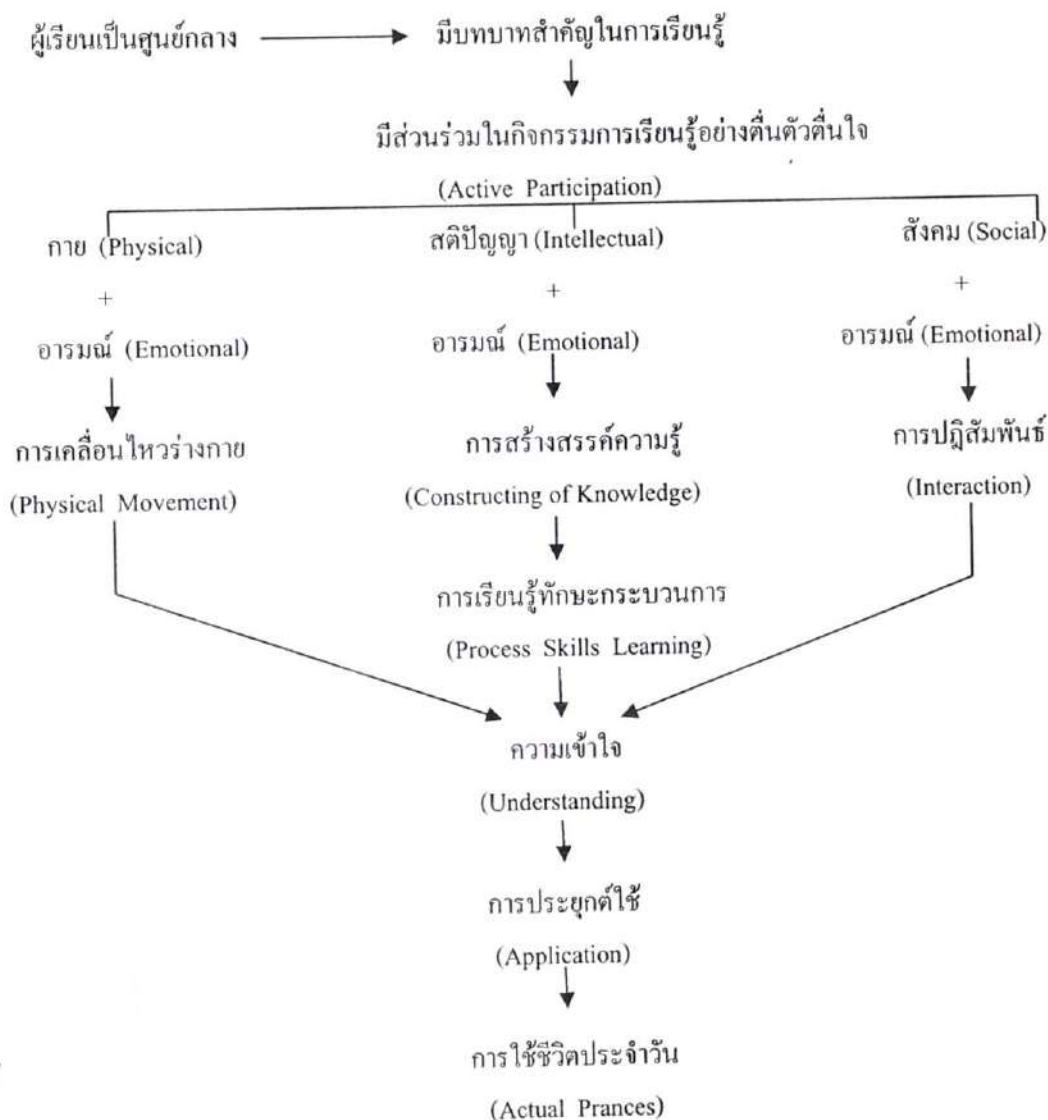 ผู้เรียนเป็นศูนย์กลาง มีบทบาทสำคัญในการเรียนรู้
มีส่วนร่วมในกิจกรรมการเรียนรู้อย่างตื่นตัวตื่นใจ
(Active Participation)
กาย (Physical) สติปัญญา (Intellectual) สังคม (Social)
+ + +
อารมณ์ (Emotional) อารมณ์ (Emotional) อารมณ์ (Emotional)
การเคลื่อนไหวร่างกาย การสร้างสรรค์ความรู้ การปฎิสัมพันธ์
(Physical Movement) (Constructing of Knowledge) (Interaction)
การเรียนรู้ทักษะกระบวนการ
(Process Skills Learning)
ความเข้าใจ
(Understanding)
การประยุกต์ใช้
(Application)
การใช้ชีวิตประจำวัน
(Actual Prances)